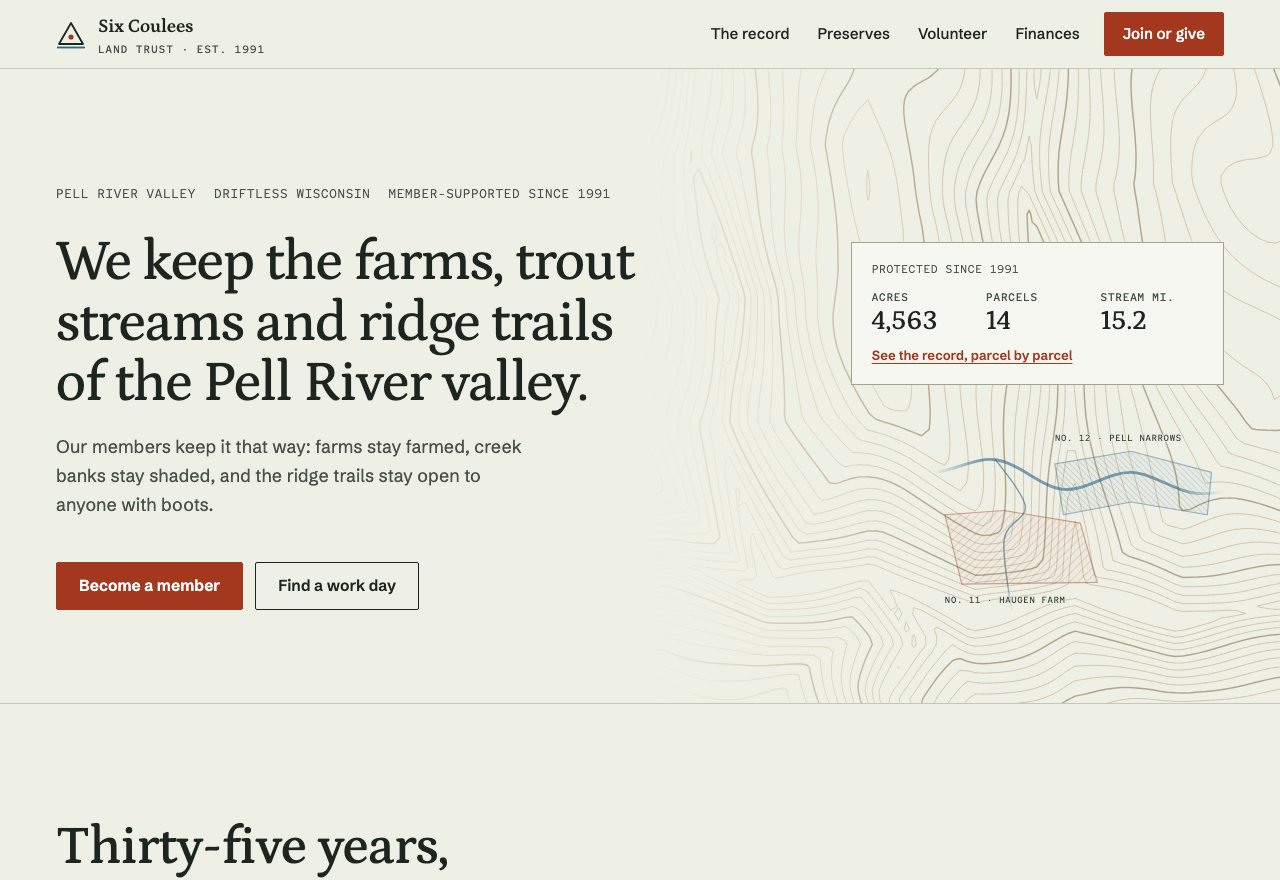 Six Coulees
LAND TRUST · EST. 1991
The record
Preserves
Volunteer
Finances
Join or give
PELL RIVER VALLEY DRIFTLESS WISCONSIN MEMBER-SUPPORTED SINCE 1991
We keep the farms, trout
streams and ridge trails
of the Pell River valley.
Our members keep it that way: farms stay farmed, creek
banks stay shaded, and the ridge trails stay open to
anyone with boots.
Become a member
Find a work day
PROTECTED SINCE 1991
ACRES PARCELS STREAM MI.
4,563 14 15.2
See the record, parcel by parcel
NO. 12 · PELL NARROWS
NO. 11 · HAUGEN FARM
Thirty-five years,